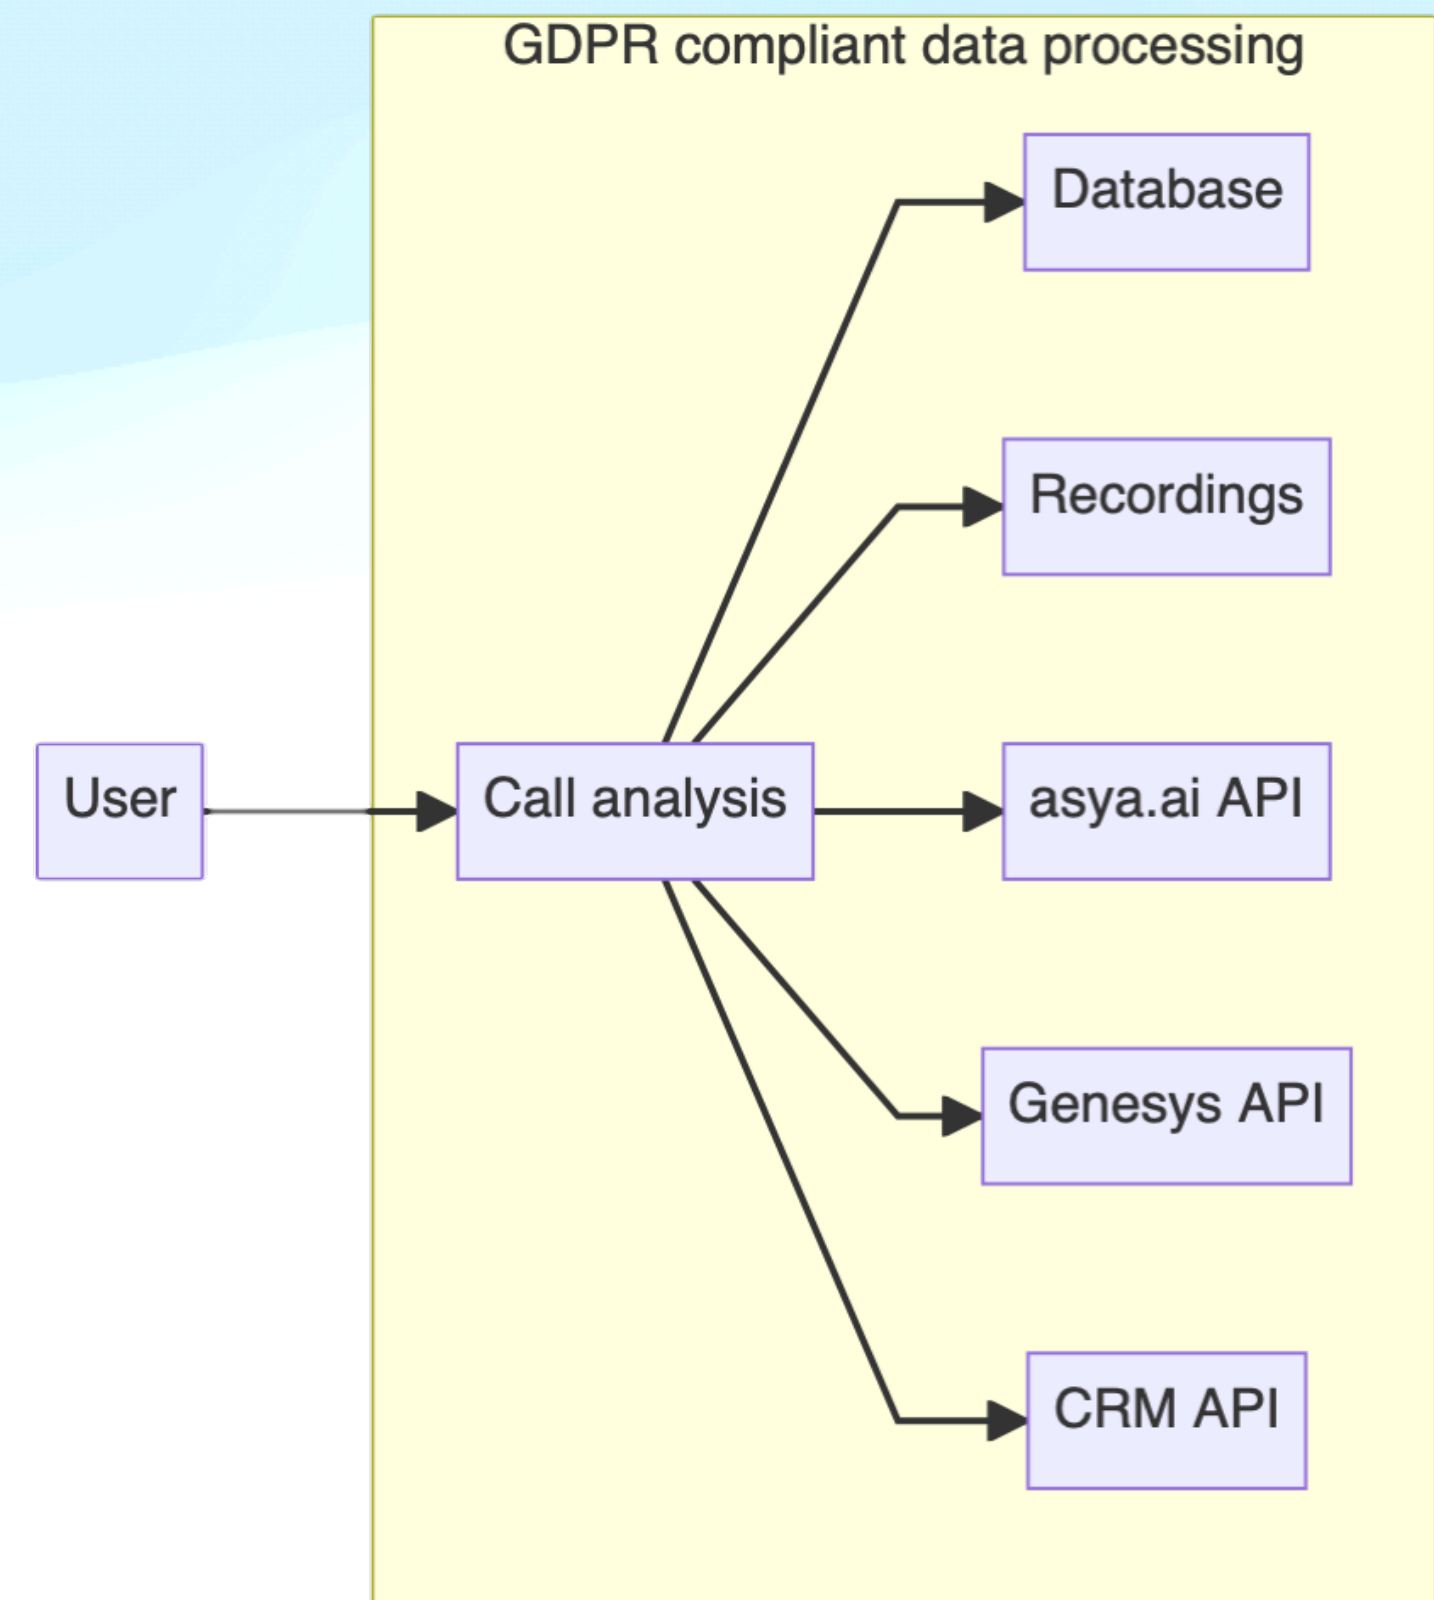 GDPR compliant data processing
Database
Recordings
User
Call analysis
asya.ai API
Genesys API
CRM API